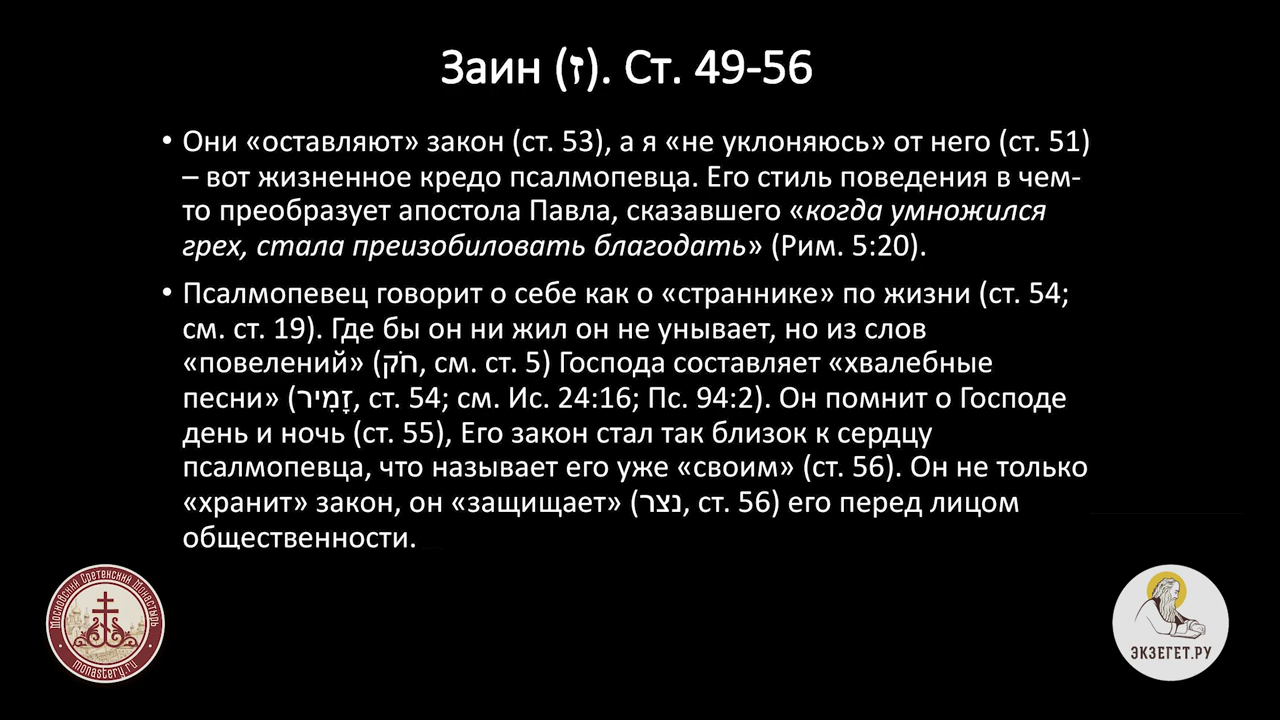 Заин (ז). Ст. 49-56
• Они «оставляют» закон (ст. 53), а я «не уклоняюсь» от него (ст. 51)
– вот жизненное кредо псалмопевца. Его стиль поведения в чем-
то преобразует апостола Павла, сказавшего «когда умножился
грех, стала преизобиловать благодать» (Рим. 5:20).
• Псалмопевец говорит о себе как о «страннике» по жизни (ст. 54;
см. ст. 19). Где бы он ни жил он не унывает, но из слов
«повелений» (חֹק, см. ст. 5) Господа составляет «хвалебные
песни» (זָמִיר, ст. 54; см. Ис. 24:16; Пс. 94:2). Он помнит о Господе
день и ночь (ст. 55), Его закон стал так близок к сердцу
псалмопевца, что называет его уже «своим» (ст. 56). Он не только
«хранит» закон, он «защищает» (נצר, ст. 56) его перед лицом
общественности.
Московский Сретенский Монастырь
monastery.ru
ЭКЗЕГЕТ.РУ